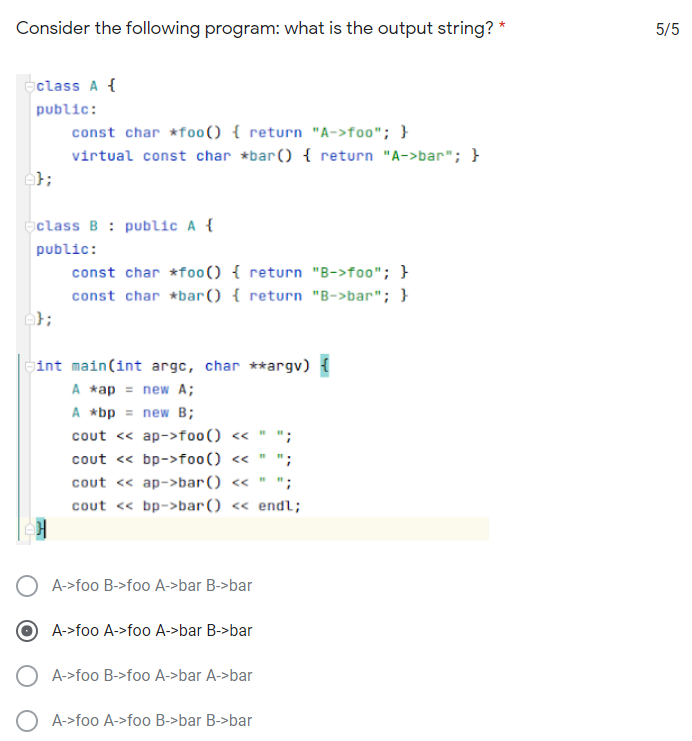 Consider the following program: what is the output string? *
5/5
class A {
public:
    const char *foo() { return "A->foo"; }
    virtual const char *bar() { return "A->bar"; }
};
class B : public A {
public:
    const char *foo() { return "B->foo"; }
    const char *bar() { return "B->bar"; }
};
int main(int argc, char **argv) {
    A *ap = new A;
    A *bp = new B;
    cout << ap->foo() << " ";
    cout << bp->foo() << " ";
    cout << ap->bar() << " ";
    cout << bp->bar() << endl;
}
A->foo B->foo A->bar B->bar
A->foo A->foo A->bar B->bar
A->foo B->foo A->bar A->bar
A->foo A->foo B->bar B->bar